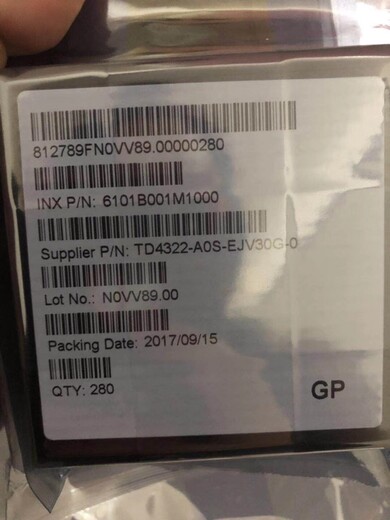 812789FN0VV89.00000280
INX P/N: 6101B001M1000
Supplier P/N: TD4322-A0S-EJV30G-0
Lot No.: N0VV89.00
Packing Date: 2017/09/15
QTY: 280
GP